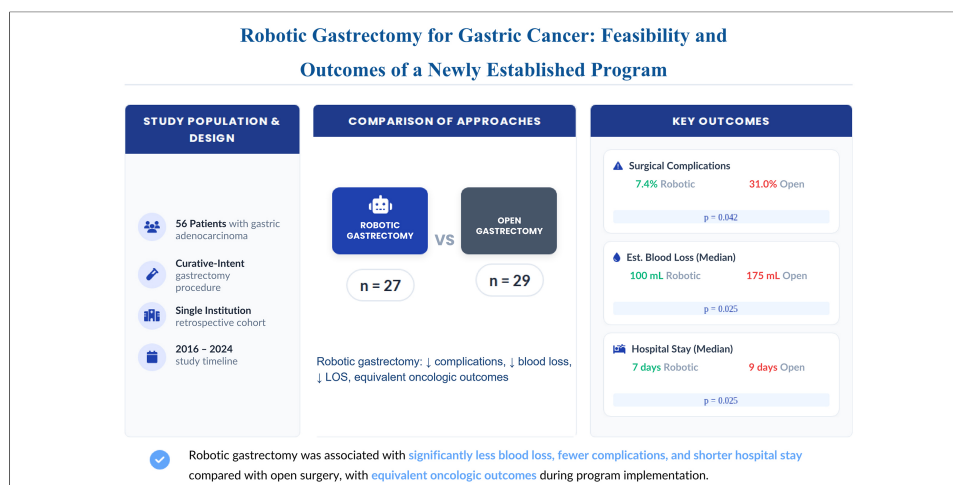 Robotic Gastrectomy for Gastric Cancer: Feasibility and
Outcomes of a Newly Established Program
STUDY POPULATION &
DESIGN
56 Patients with gastric
adenocarcinoma
Curative-Intent
gastrectomy
procedure
Single Institution
retrospective cohort
2016 – 2024
study timeline
COMPARISON OF APPROACHES
ROBOTIC
GASTRECTOMY
VS
OPEN
GASTRECTOMY
n = 27
n = 29
Robotic gastrectomy: ↓ complications, ↓ blood loss,
↓ LOS, equivalent oncologic outcomes
KEY OUTCOMES
Surgical Complications
7.4% Robotic 31.0% Open
p = 0.042
Est. Blood Loss (Median)
100 mL Robotic 175 mL Open
p = 0.025
Hospital Stay (Median)
7 days Robotic 9 days Open
p = 0.025
Robotic gastrectomy was associated with significantly less blood loss, fewer complications, and shorter hospital stay
compared with open surgery, with equivalent oncologic outcomes during program implementation.